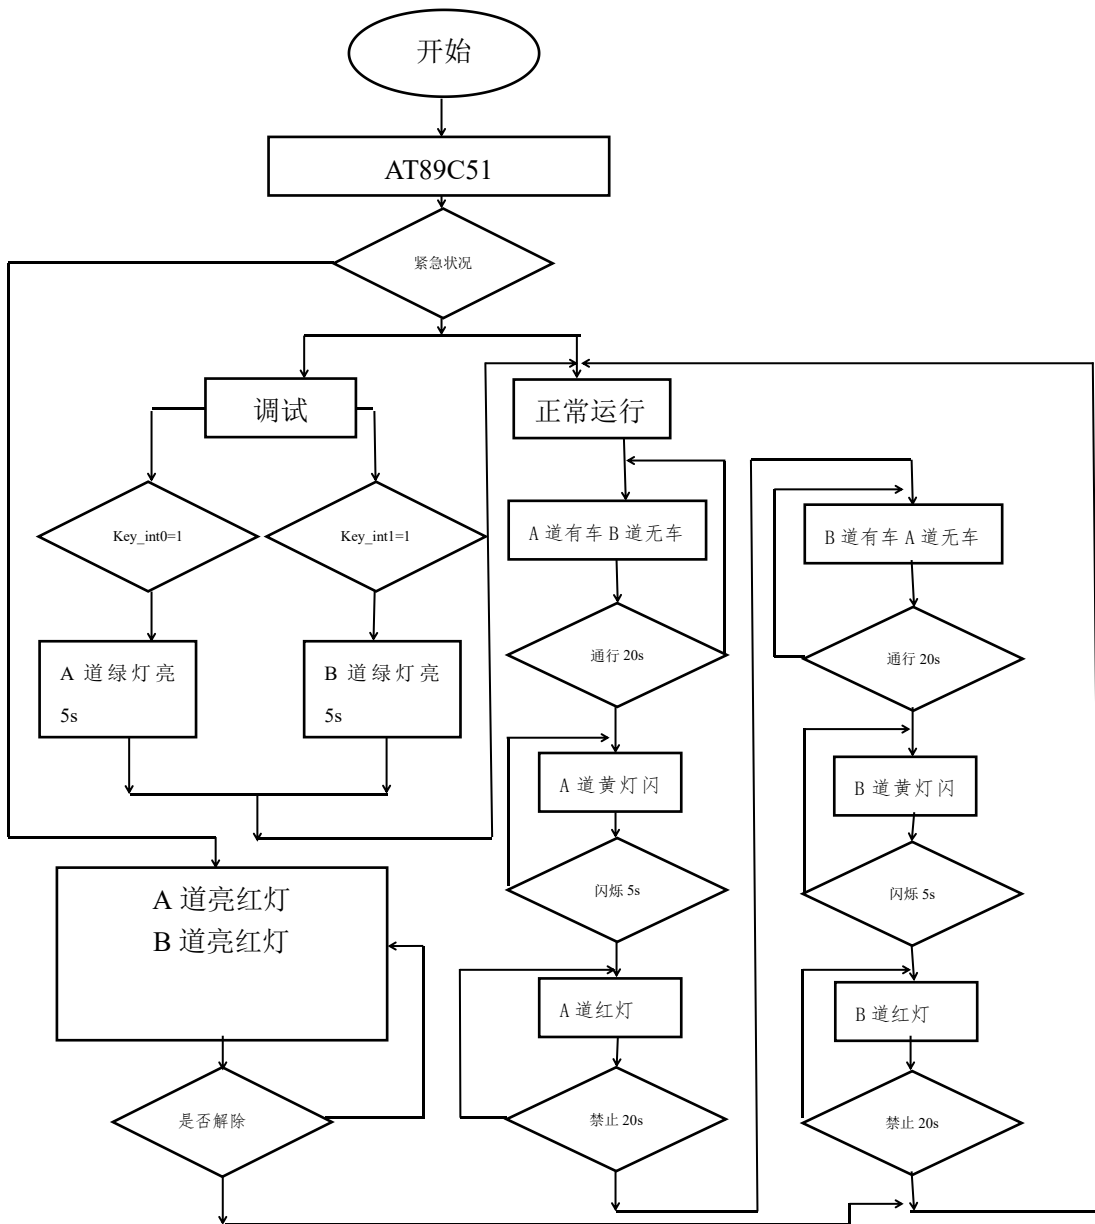 开始
AT89C51
紧急状况
调试
正常运行
Key_int0=1
Key_int1=1
A 道有车 B 道无车
B 道有车 A 道无车
通行 20s
通行 20s
A 道绿灯亮
5s
B 道绿灯亮
5s
A 道黄灯闪
B 道黄灯闪
闪烁 5s
闪烁 5s
A 道亮红灯
B 道亮红灯
A 道红灯
B 道红灯
是否解除
禁止 20s
禁止 20s